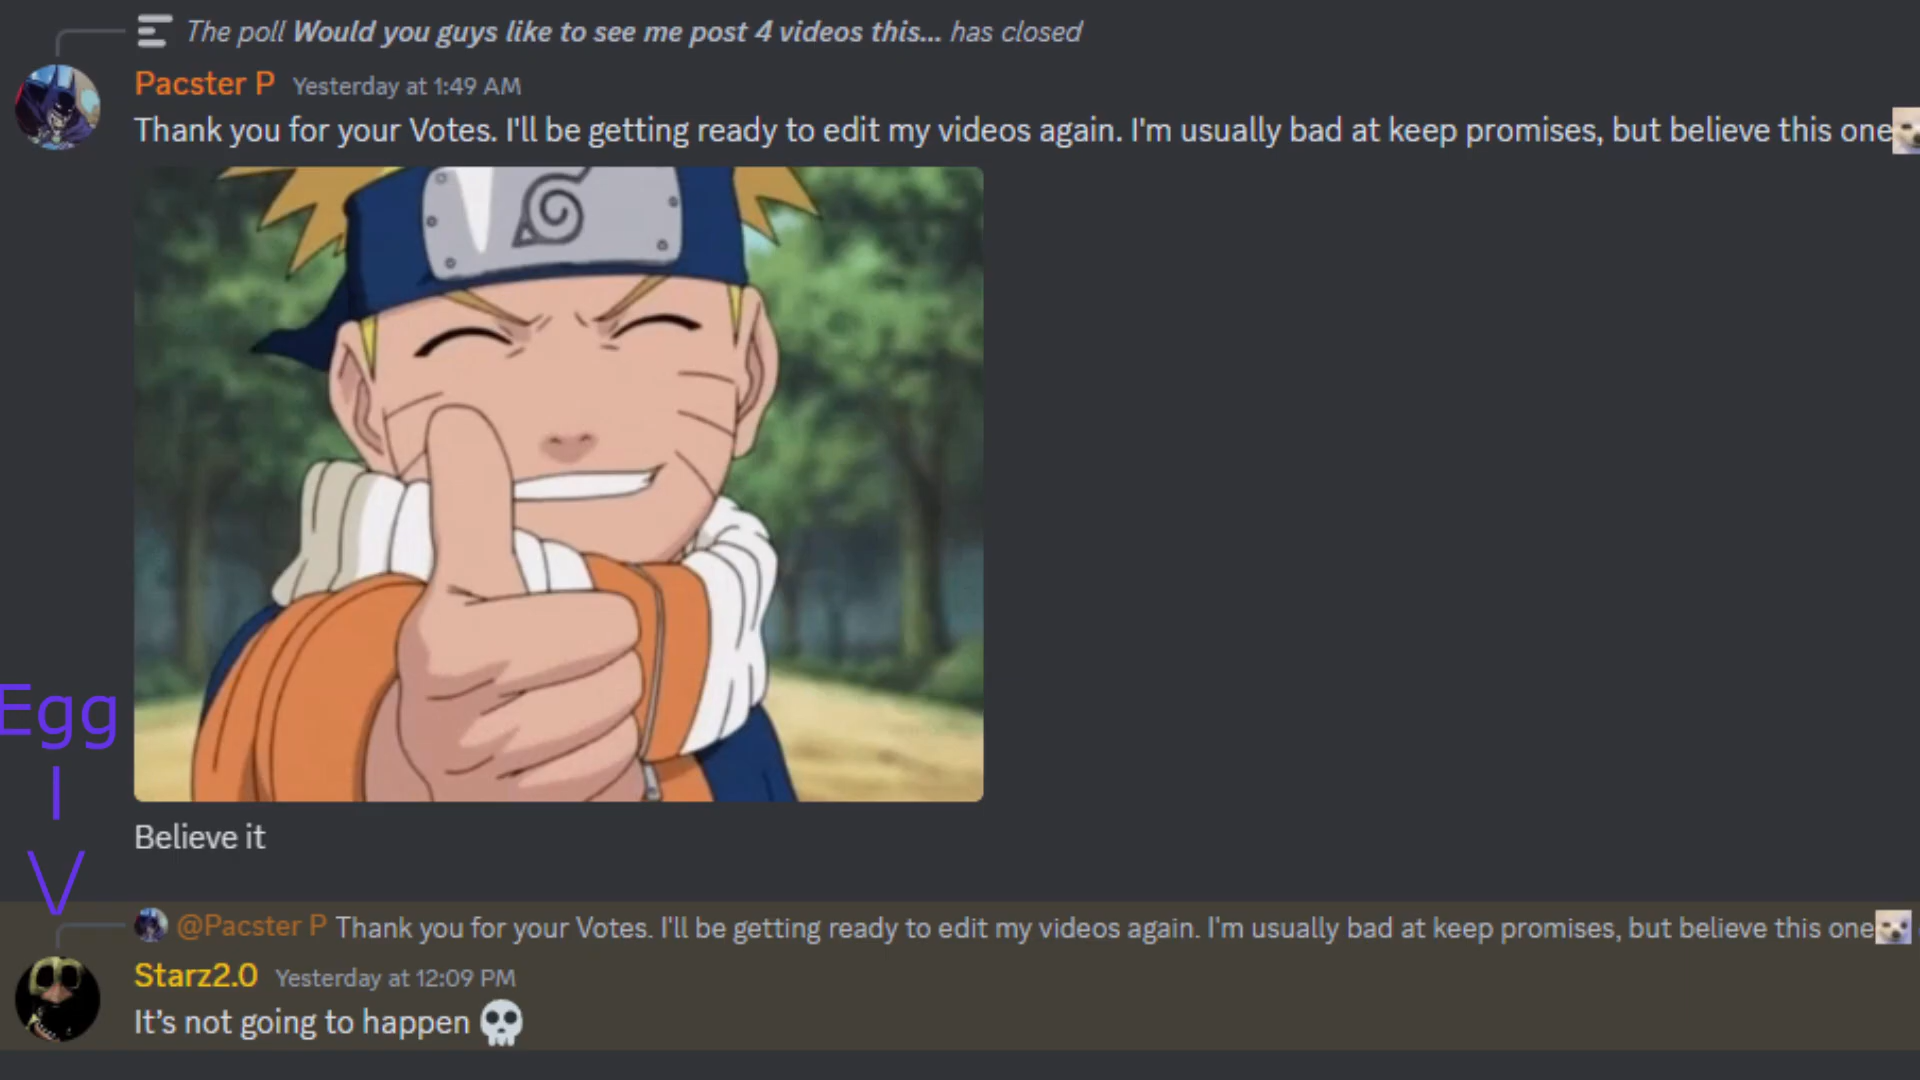 The poll Would you guys like to see me post 4 videos this... has closed
Pacster P Yesterday at 1:49 AM
Thank you for your Votes. I'll be getting ready to edit my videos again. I'm usually bad at keep promises, but believe this one
Egg
|
V
Believe it
@Pacster P Thank you for your Votes. I'll be getting ready to edit my videos again. I'm usually bad at keep promises, but believe this one
Starz2.0 Yesterday at 12:09 PM
It's not going to happen 💀